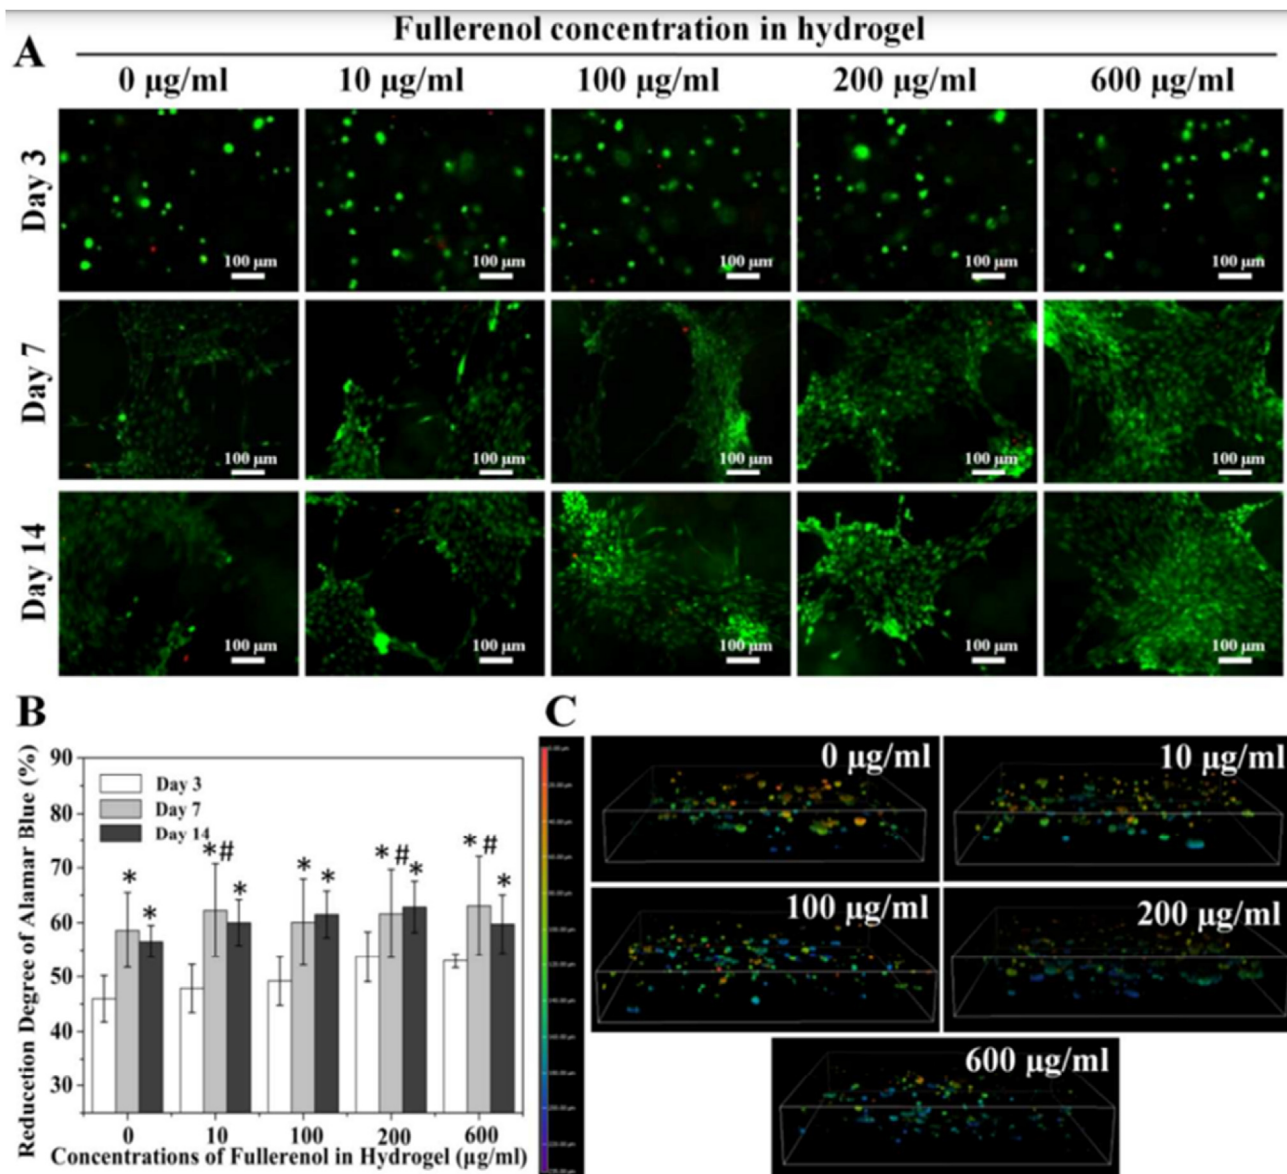 Fullerenol concentration in hydrogel
A
0 μg/ml 10 μg/ml 100 μg/ml 200 μg/ml 600 μg/ml
Day 3
100 μm 100 μm 100 μm 100 μm 100 μm
Day 7
100 μm 100 μm 100 μm 100 μm 100 μm
Day 14
100 μm 100 μm 100 μm 100 μm 100 μm
B
Reducction Degree of Alamar Blue (%)
90
80
70
60
50
40
30
Day 3
Day 7
Day 14
*
*
*#
*
*
*
*#
*
*#
*
0 10 100 200 600
Concentrations of Fullerenol in Hydrogel (μg/ml)
C
0 μg/ml
10 μg/ml
100 μg/ml
200 μg/ml
600 μg/ml